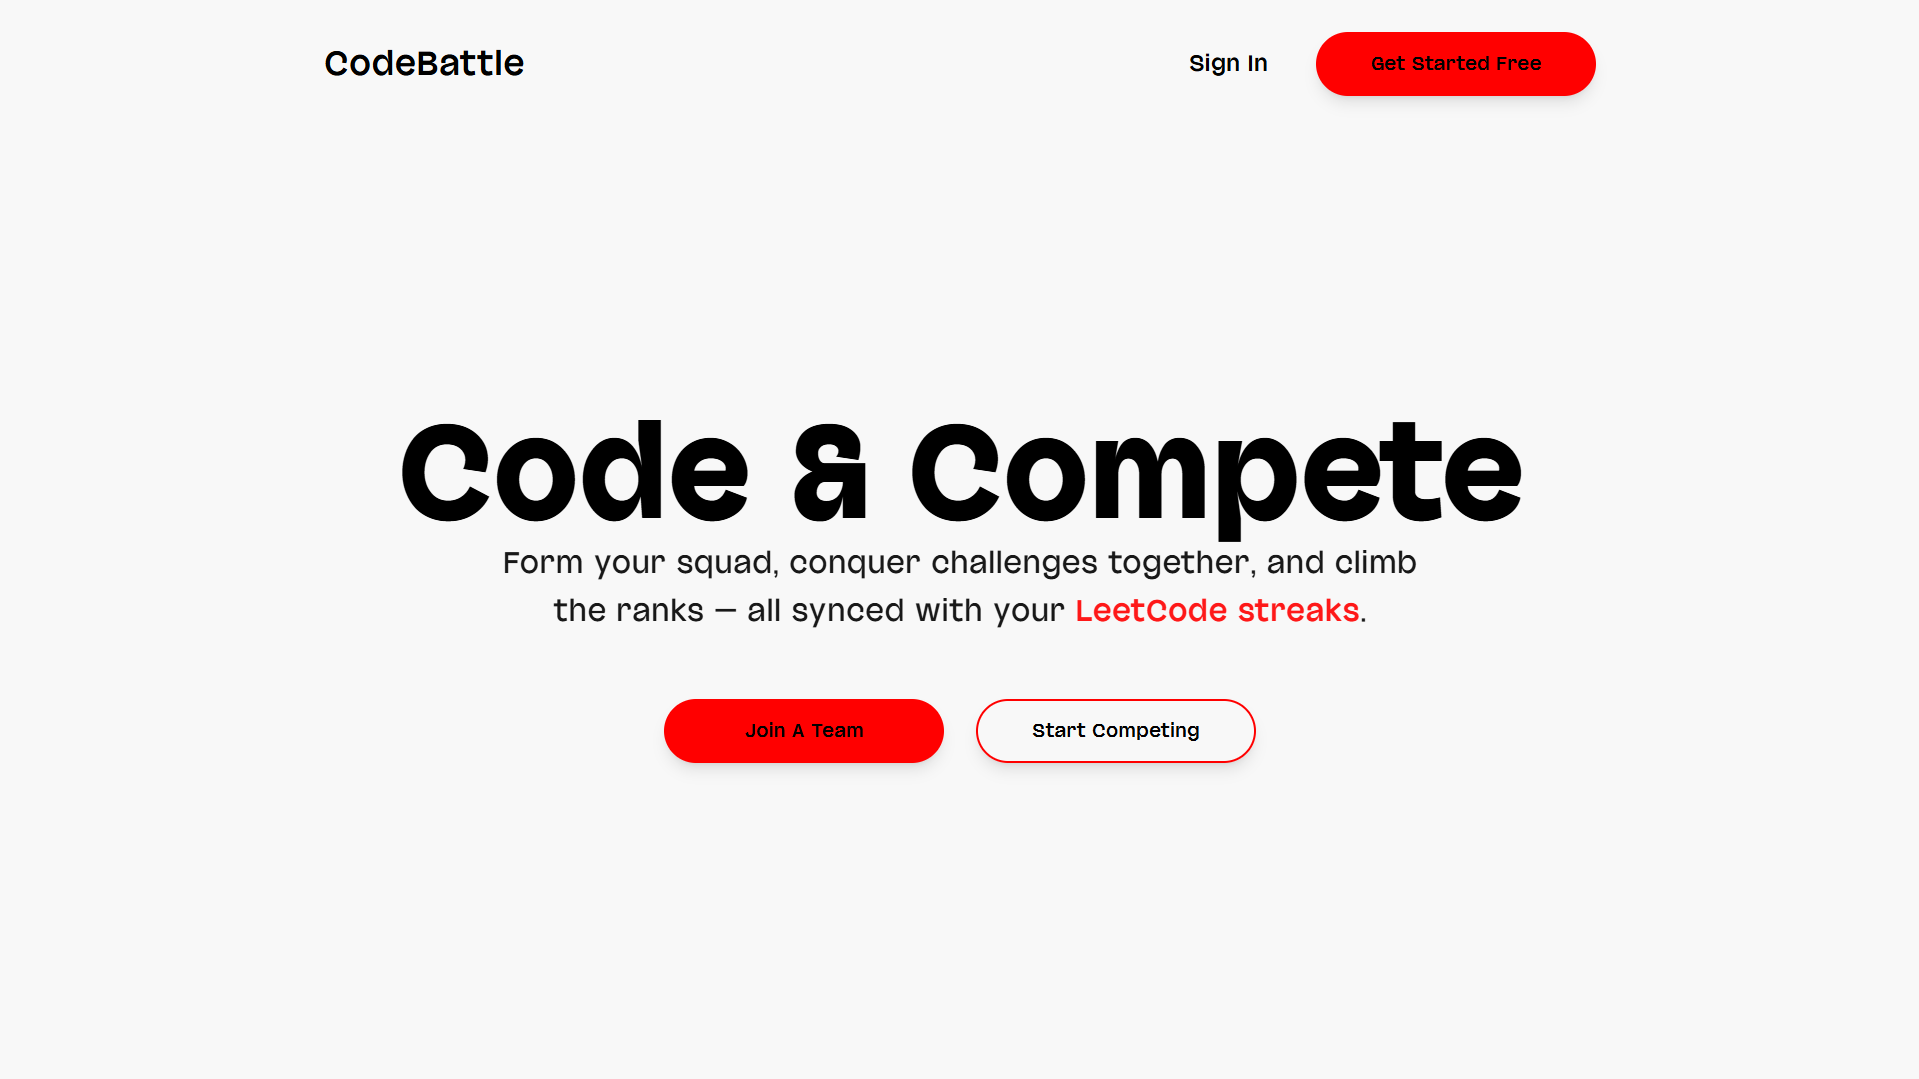 CodeBattle
Sign In
Get Started Free
Code & Compete
Form your squad, conquer challenges together, and climb
the ranks — all synced with your LeetCode streaks.
Join A Team
Start Competing